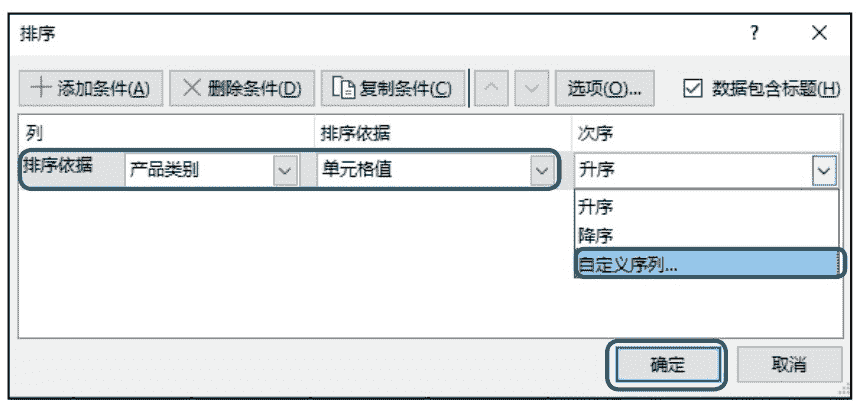 排序 ?
添加条件(A) 删除条件(D) 复制条件(C) 选项(O)... 数据包含标题(H)
列 排序依据 次序
排序依据 产品类别 单元格值 升序
升序
降序
自定义序列...
确定 取消